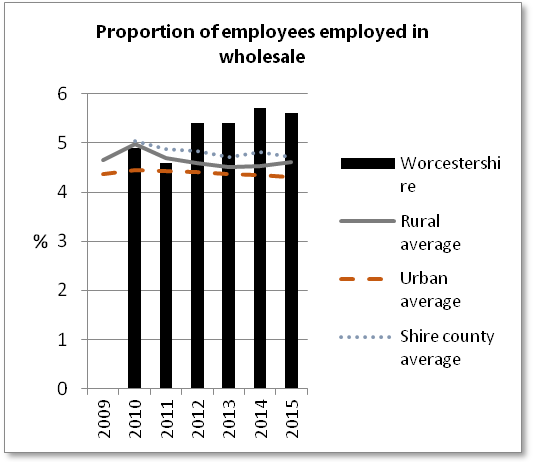 Proportion of employees employed in
wholesale
6
5
4
3
2
1
0
%
2009
2010
2011
2012
2013
2014
2015
Worcestershi
re
Rural
average
Urban
average
Shire county
average